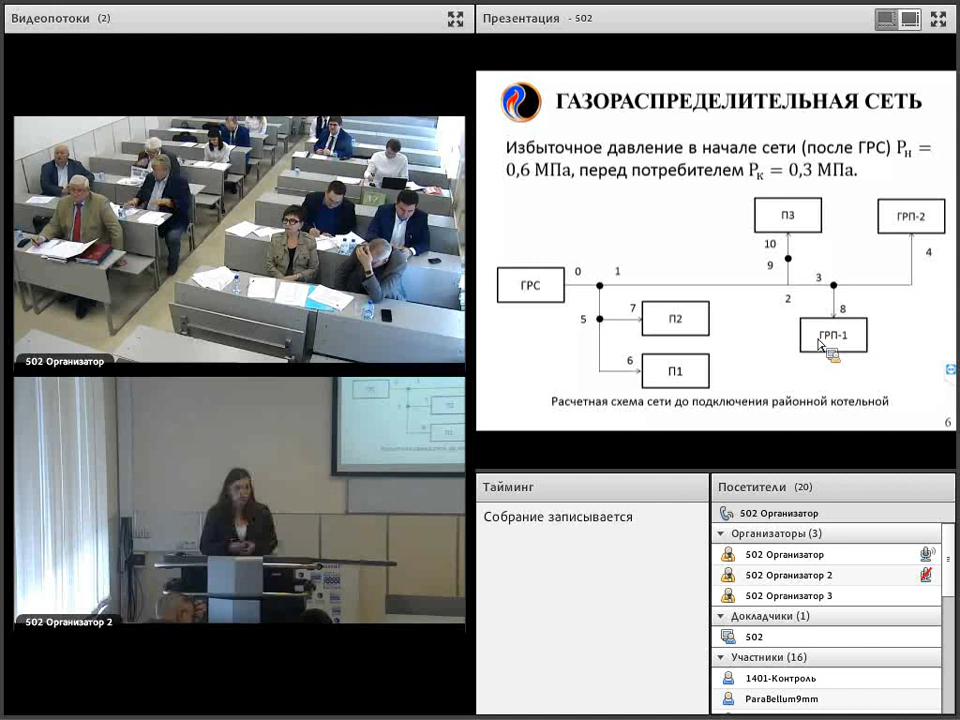 Видеопотоки (2)
502 Организатор
502 Организатор 2
Презентация - 502
ГАЗОРАСПРЕДЕЛИТЕЛЬНАЯ СЕТЬ
Избыточное давление в начале сети (после ГРС) Pн =
0,6 МПа, перед потребителем Pк = 0,3 МПа.
П3
ГРП-2
10
9
4
0
1
3
ГРС
2
8
5
7
П2
ГРП-1
6
П1
Расчетная схема сети до подключения районной котельной
6
Тайминг
Собрание записывается
Посетители (20)
502 Организатор
Организаторы (3)
502 Организатор
502 Организатор 2
502 Организатор 3
Докладчики (1)
502
Участники (16)
1401-Контроль
ParaBellum9mm